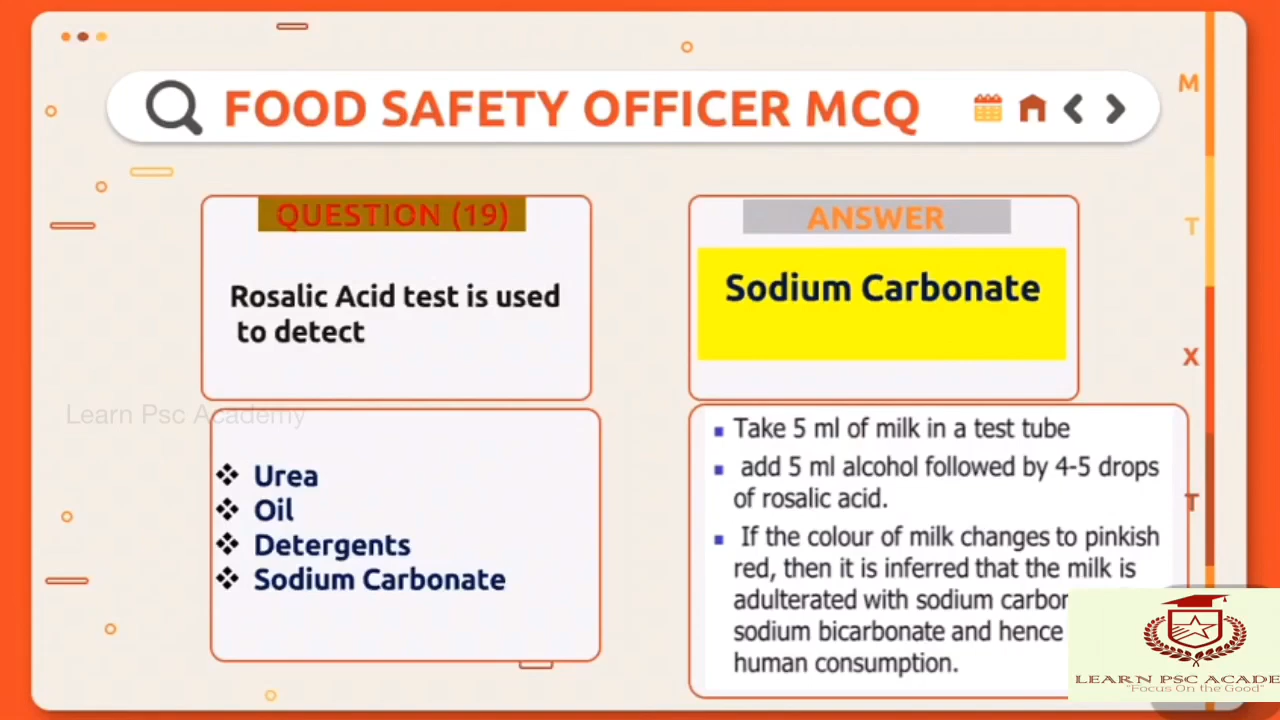 FOOD SAFETY OFFICER MCQ
M
T
X
T
QUESTION (19)
Rosalic Acid test is used
to detect
Learn Psc Academy
Urea
Oil
Detergents
Sodium Carbonate
ANSWER
Sodium Carbonate
Take 5 ml of milk in a test tube
add 5 ml alcohol followed by 4-5 drops
of rosalic acid.
If the colour of milk changes to pinkish
red, then it is inferred that the milk is
adulterated with sodium
sodium bicarbonate and hence
human consumption.
LEARN PSC ACADE
"Focus On the Good"